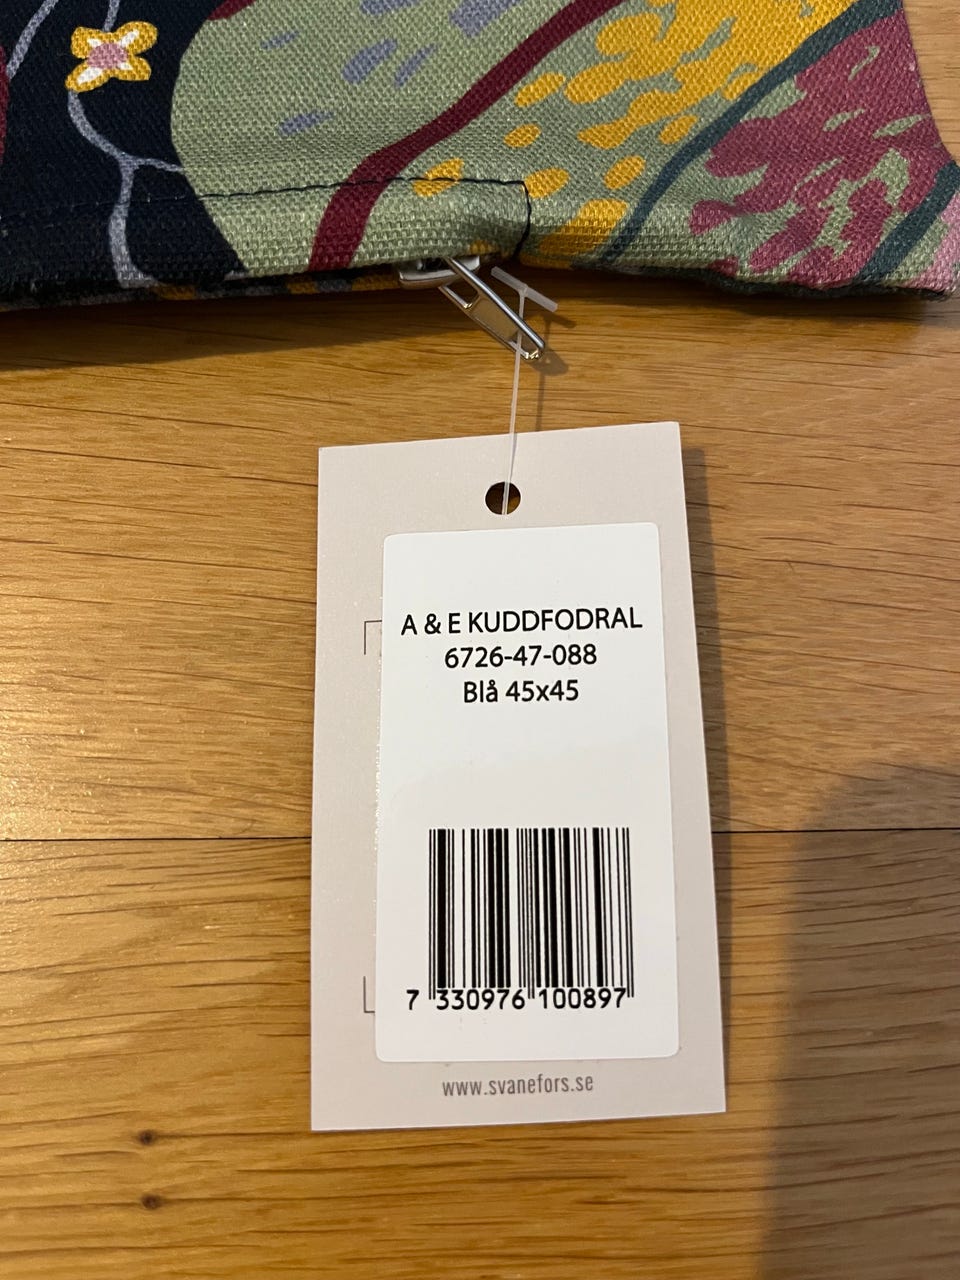 A & E KUDDFODRAL
6726-47-088
Blå 45x45
7 330976 100897
www.svanefors.se